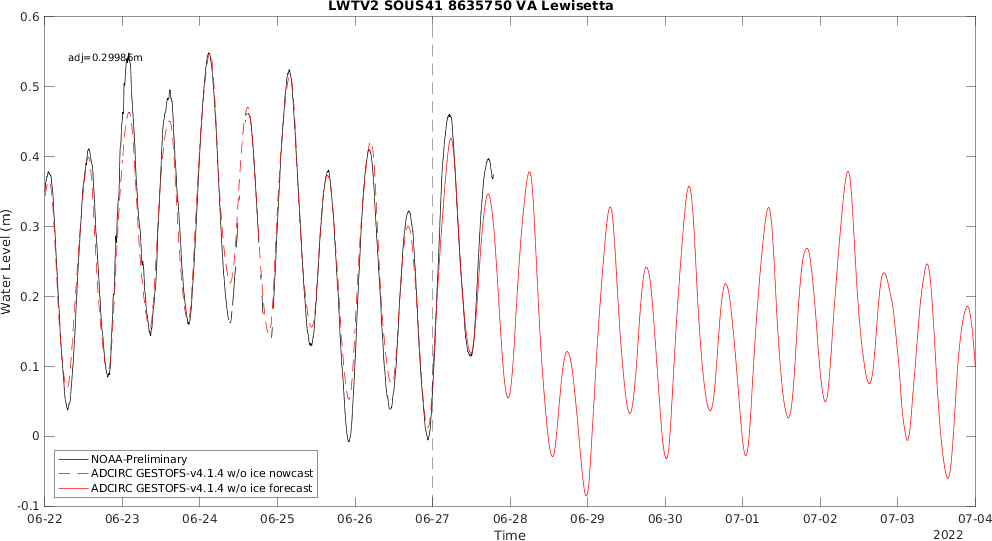 LWTV2 SOUS41 8635750 VA Lewisetta
adj=0.29985m
0.6
0.5
0.4
0.3
0.2
0.1
0
-0.1
Water Level (m)
NOAA-Preliminary
ADCIRC GESTOFS-v4.1.4 w/o ice nowcast
ADCIRC GESTOFS-v4.1.4 w/o ice forecast
06-22 06-23 06-24 06-25 06-26 06-27 06-28 06-29 06-30 07-01 07-02 07-03 07-04
Time
2022